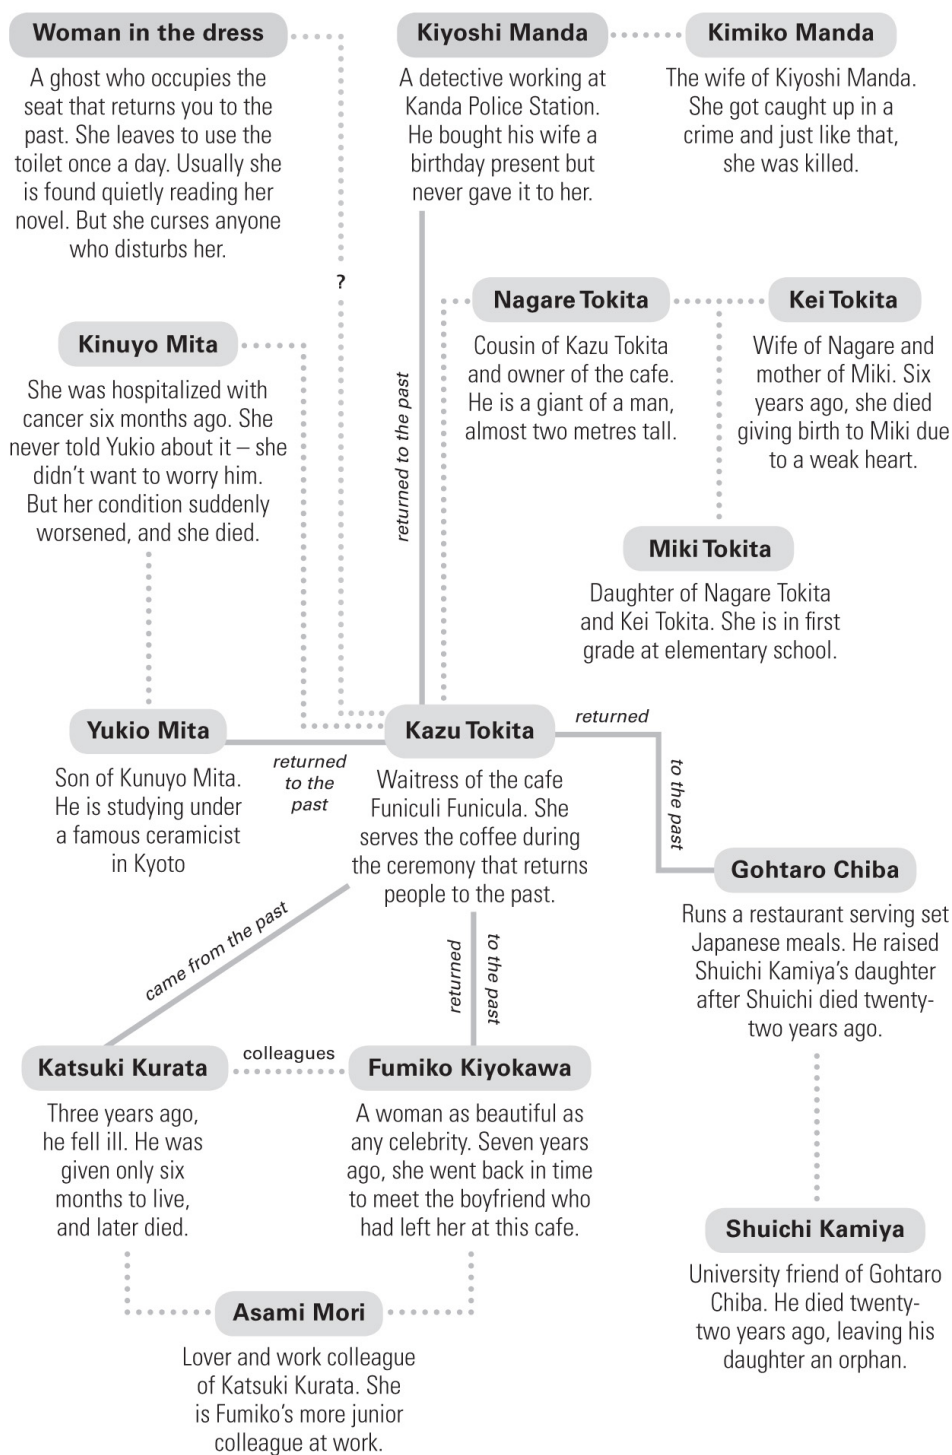 Woman in the dress
A ghost who occupies the
seat that returns you to the
past. She leaves to use the
toilet once a day. Usually she
is found quietly reading her
novel. But she curses anyone
who disturbs her.
?
Kiyoshi Manda
A detective working at
Kanda Police Station.
He bought his wife a
birthday present but
never gave it to her.
returned to the past
Kimiko Manda
The wife of Kiyoshi Manda.
She got caught up in a
crime and just like that,
she was killed.
Nagare Tokita
Cousin of Kazu Tokita
and owner of the cafe.
He is a giant of a man,
almost two metres tall.
Kei Tokita
Wife of Nagare and
mother of Miki. Six
years ago, she died
giving birth to Miki due
to a weak heart.
Kinuyo Mita
She was hospitalized with
cancer six months ago. She
never told Yukio about it – she
didn't want to worry him.
But her condition suddenly
worsened, and she died.
Miki Tokita
Daughter of Nagare Tokita
and Kei Tokita. She is in first
grade at elementary school.
Yukio Mita
Son of Kunuyo Mita.
He is studying under
a famous ceramicist
in Kyoto
returned
to the
past
Kazu Tokita
Waitress of the cafe
Funiculi Funicula. She
serves the coffee during
the ceremony that returns
people to the past.
returned
to the past
Gohtaro Chiba
Runs a restaurant serving set
Japanese meals. He raised
Shuichi Kamiya's daughter
after Shuichi died twenty-
two years ago.
came from the past
returned
to the past
Katsuki Kurata
Three years ago,
he fell ill. He was
given only six
months to live,
and later died.
colleagues
Fumiko Kiyokawa
A woman as beautiful as
any celebrity. Seven years
ago, she went back in time
to meet the boyfriend who
had left her at this cafe.
Shuichi Kamiya
University friend of Gohtaro
Chiba. He died twenty-
two years ago, leaving his
daughter an orphan.
Asami Mori
Lover and work colleague
of Katsuki Kurata. She
is Fumiko's more junior
colleague at work.